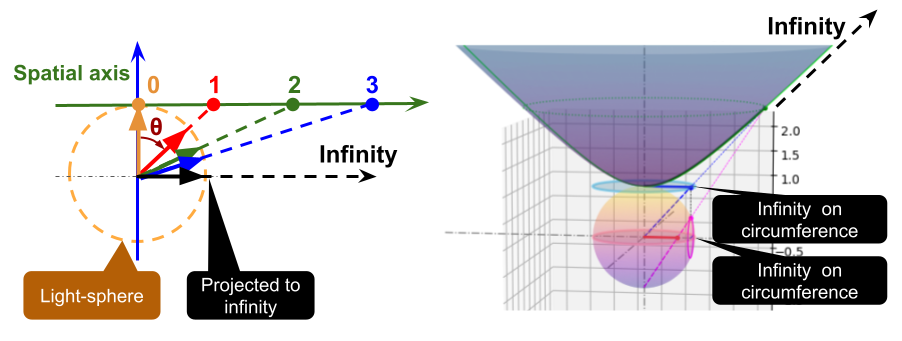 Spatial axis
0
1
2
3
θ
Infinity
Light-sphere
Projected to
infinity
Infinity
2.0
1.5
1.0
Infinity on
circumference
−0.5
Infinity on
circumference